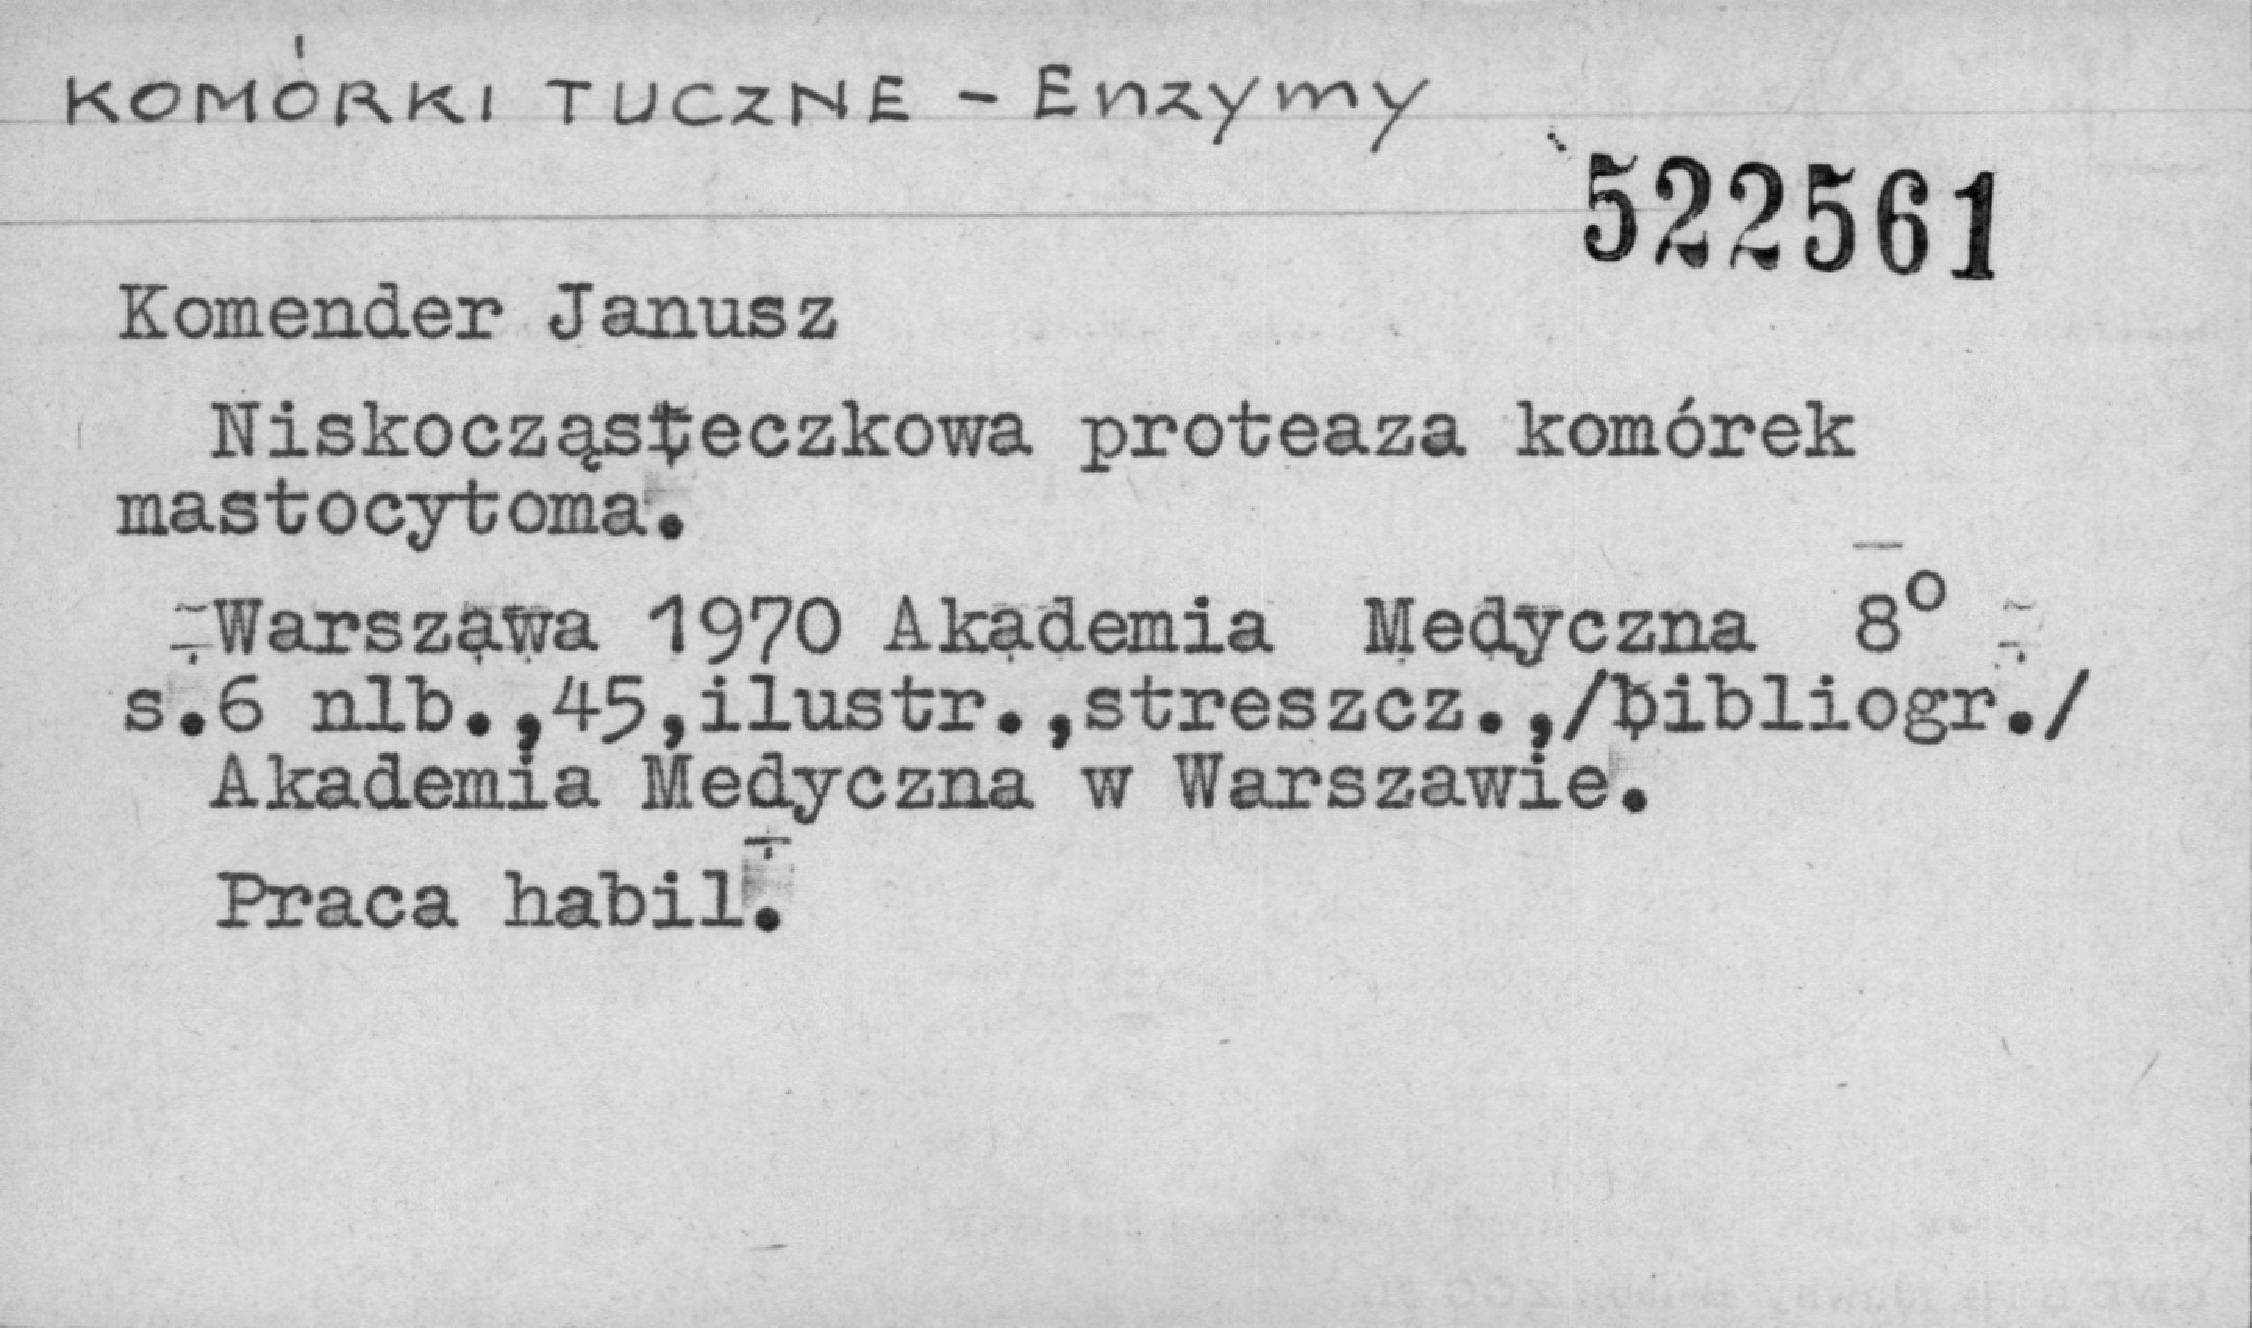 KOMÓRKI TUCZNE - Enzymy
522561
Komender Janusz
Niskocząsteczkowa proteaza komórek
mastocytoma.
Warszawa 1970 Akademia Medyczna 8°
s.6 nlb.,45,ilustr.,streszcz.,/bibliogr./
Akademia Medyczna w Warszawie.
Praca habil.